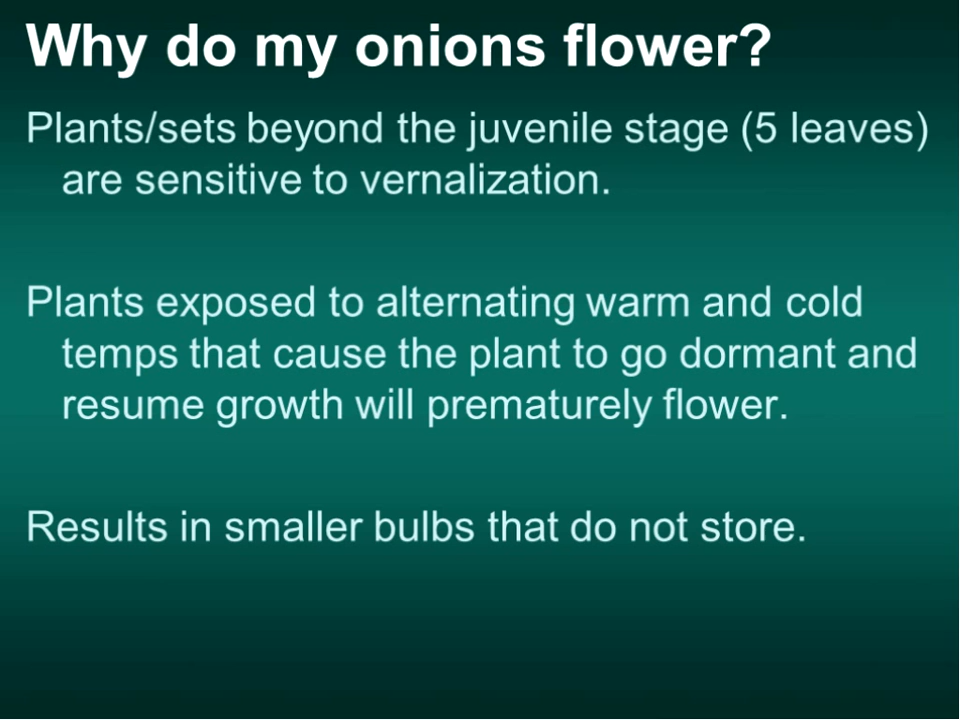 Why do my onions flower?
Plants/sets beyond the juvenile stage (5 leaves)
are sensitive to vernalization.
Plants exposed to alternating warm and cold
temps that cause the plant to go dormant and
resume growth will prematurely flower.
Results in smaller bulbs that do not store.